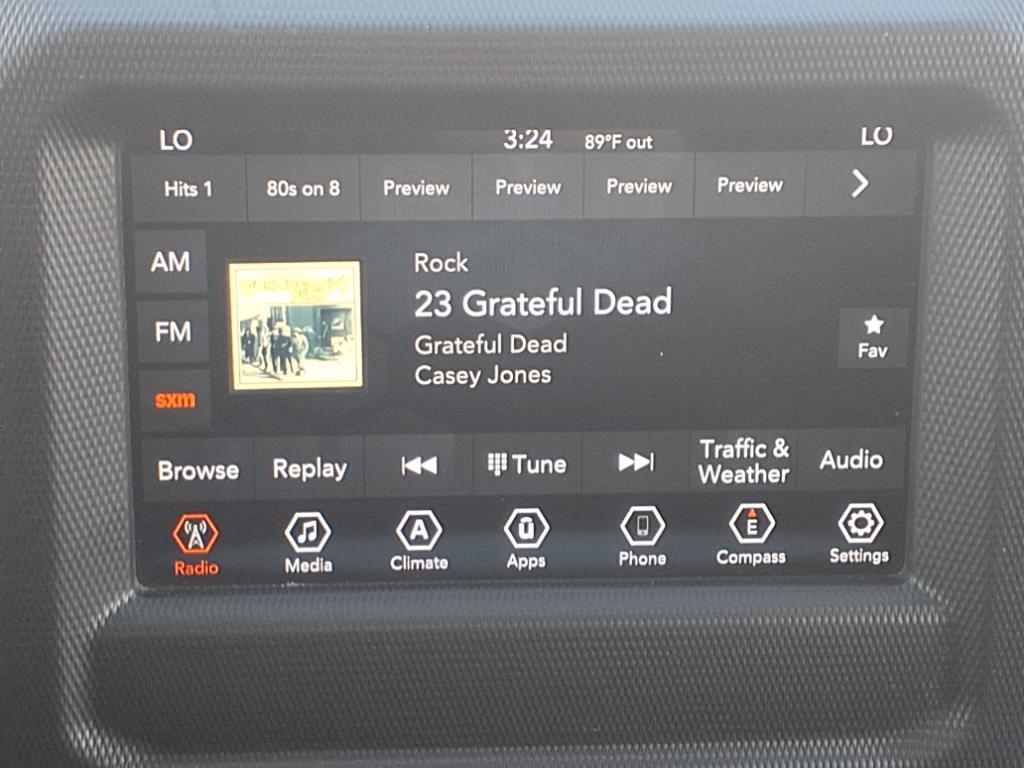 LO 3:24 89°F out LO
Hits 1 80s on 8 Preview Preview Preview Preview
AM
FM
sxm
Rock
23 Grateful Dead
Grateful Dead
Casey Jones
Fav
Browse Replay Tune Traffic & Weather Audio
A
E
Radio Media Climate Apps Phone Compass Settings